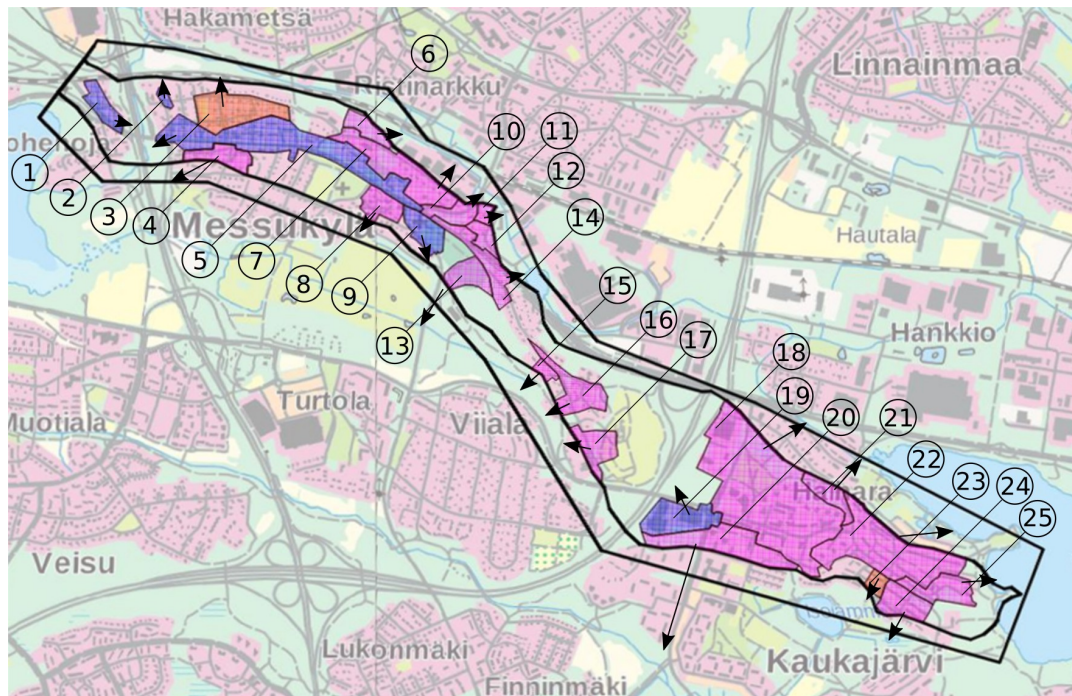 Hakametsä
6
Ristinarkku
Linnainmaa
10
11
1
12
2
3
4
Messukylä
14
Hautala
5
7
8
9
15
16
Hankkio
13
17
18
Turtola
19
20
21
Muotiala
Viiala
22
23
24
25
Haihara
Veisu
Lukonmäki
Kaukajärvi
Finninmäki